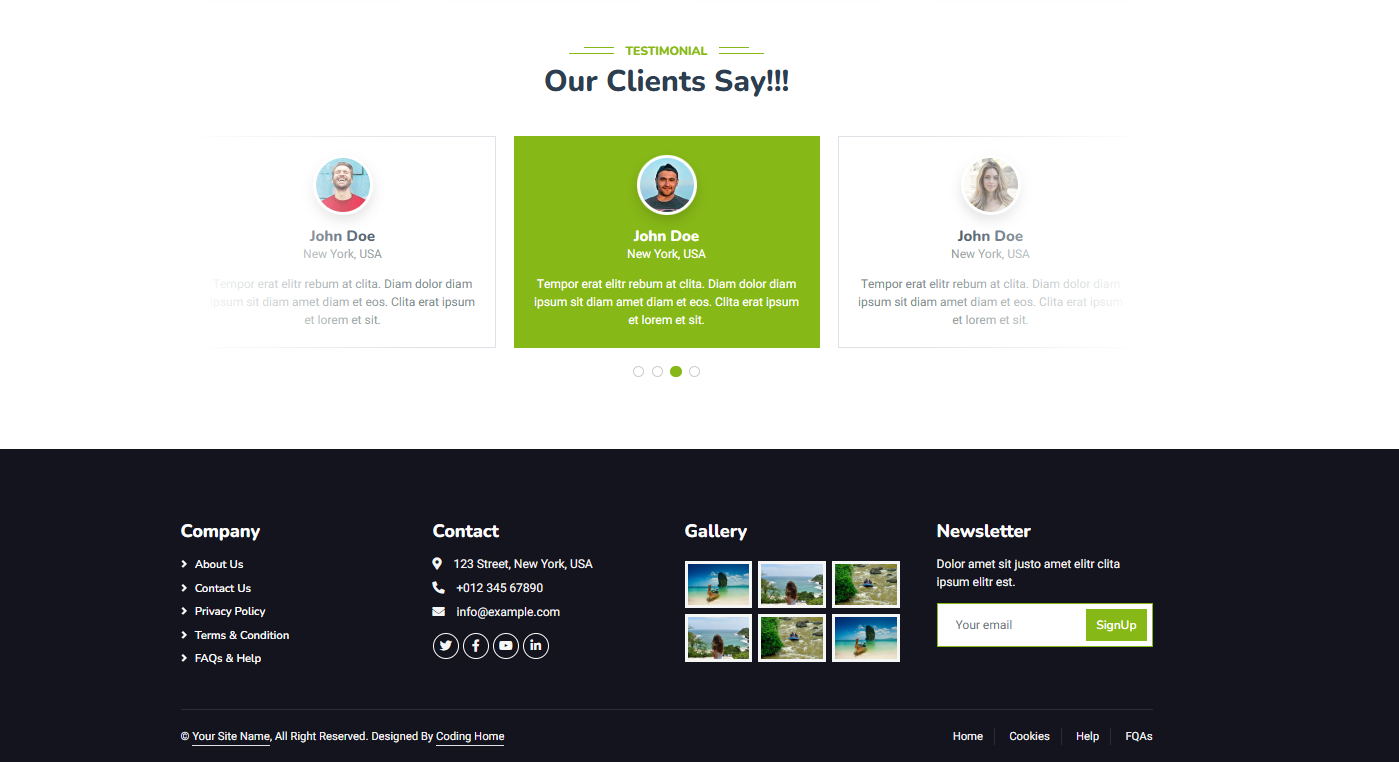 TESTIMONIAL
Our Clients Say!!!
John Doe
New York, USA
Tempor erat elitr rebum at clita. Diam dolor diam
ipsum sit diam amet diam et eos. Clita erat ipsum
et lorem et sit.
John Doe
New York, USA
Tempor erat elitr rebum at clita. Diam dolor diam
ipsum sit diam amet diam et eos. Clita erat ipsum
et lorem et sit.
John Doe
New York, USA
Tempor erat elitr rebum at clita. Diam dolor diam
ipsum sit diam amet diam et eos. Clita erat ipsum
et lorem et sit.
Company
About Us
Contact Us
Privacy Policy
Terms & Condition
FAQs & Help
Contact
123 Street, New York, USA
+012 345 67890
info@example.com
Gallery
Newsletter
Dolor amet sit justo amet elitr clita
ipsum elitr est.
Your email SignUp
© Your Site Name, All Right Reserved. Designed By Coding Home
Home Cookies Help FQAs